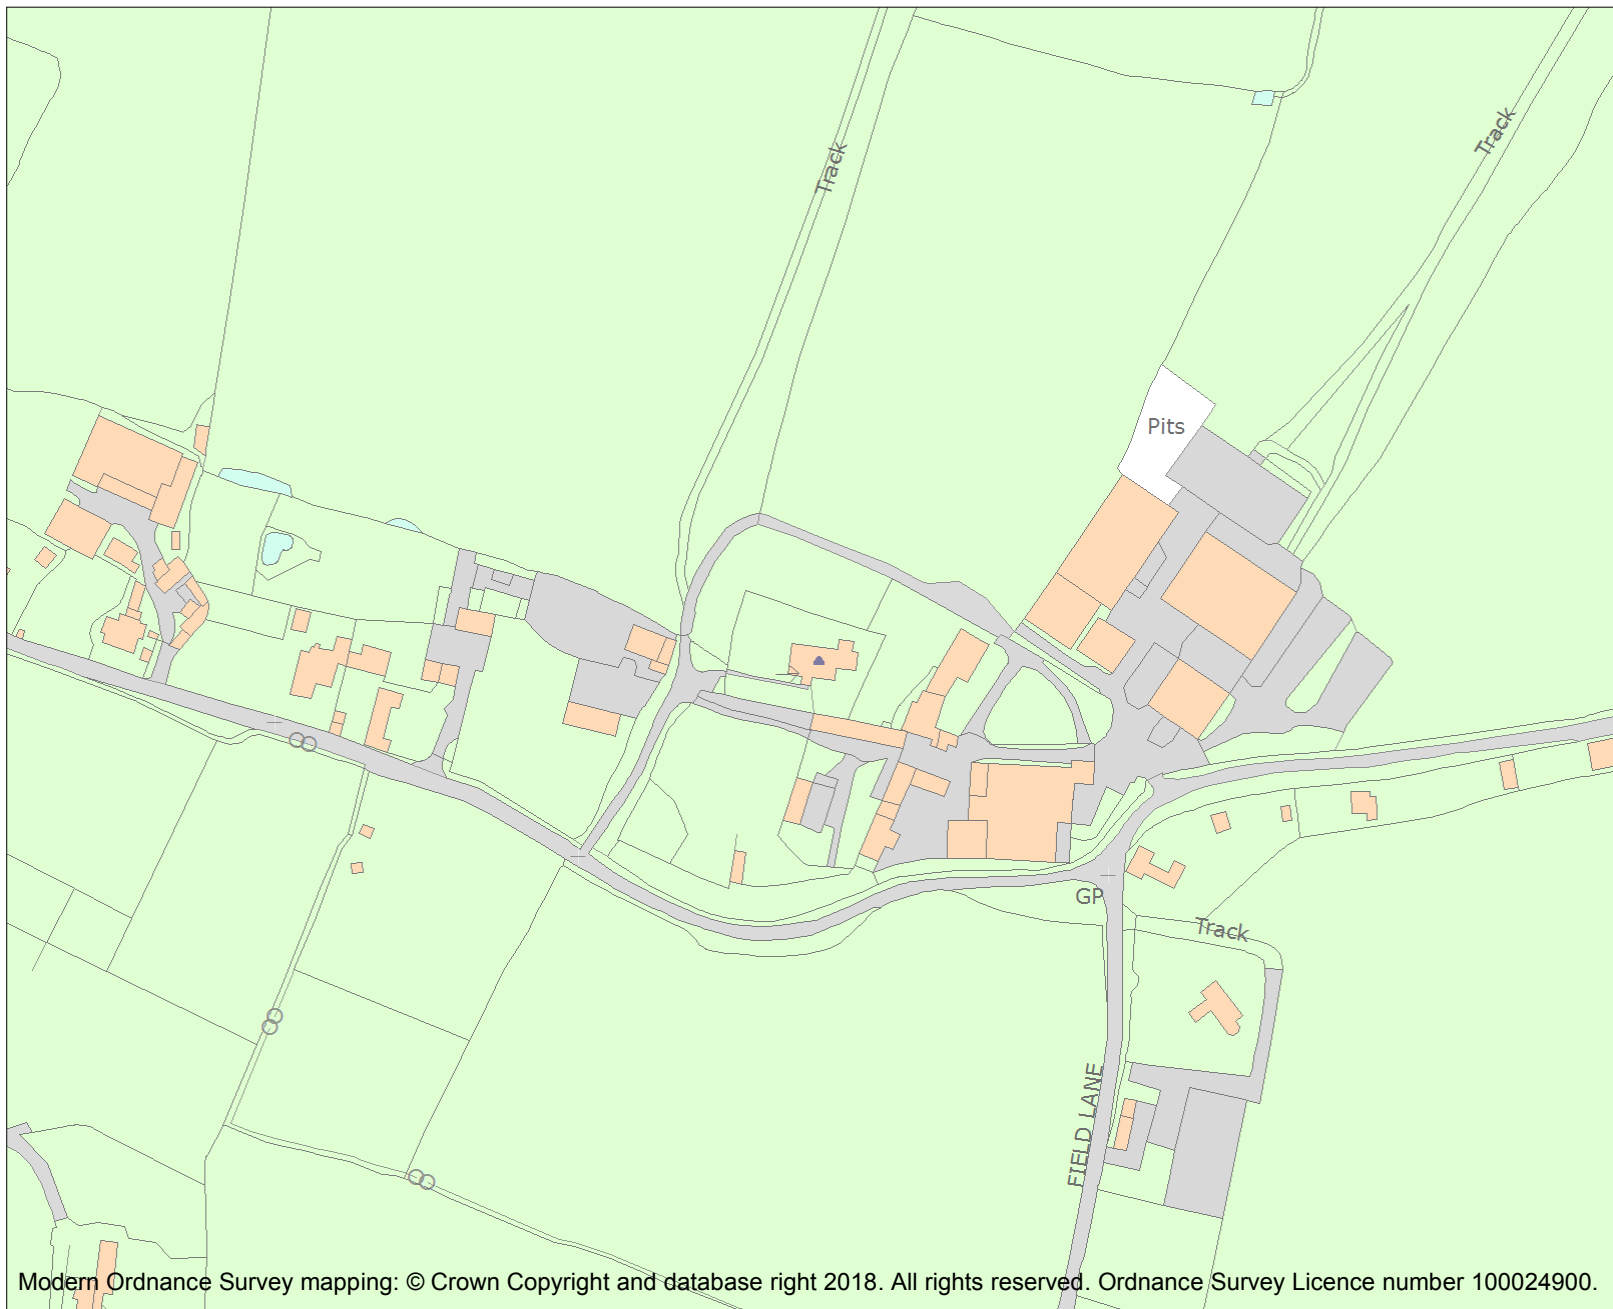 Track
Track
Pits
GP
Track
FIELD LANE
Modern Ordnance Survey mapping: © Crown Copyright and database right 2018. All rights reserved. Ordnance Survey Licence number 100024900.